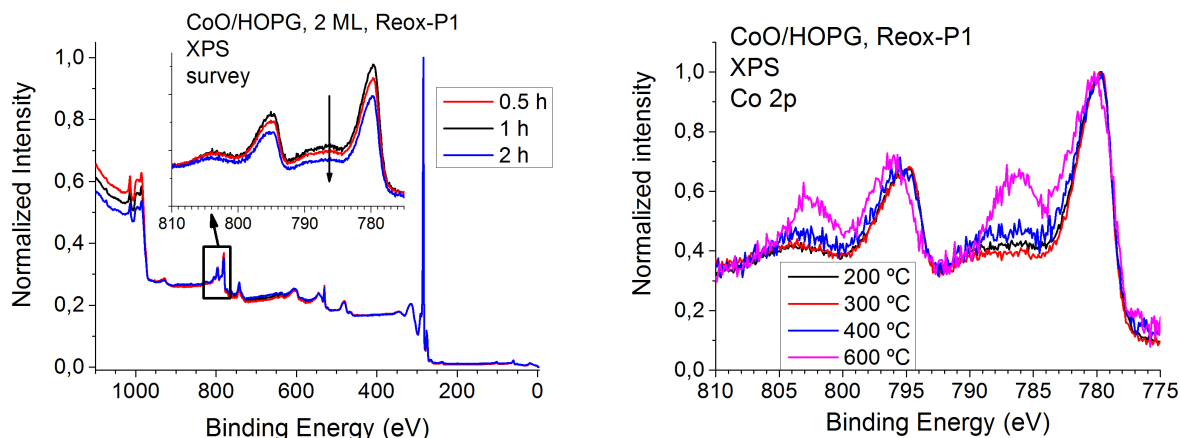 CoO/HOPG, 2 ML, Reox-P1
XPS
survey
0.5 h
1 h
2 h
1,0
0,8
0,6
0,4
0,2
0,0
Normalized Intensity
810 800 790 780
1000 800 600 400 200 0
Binding Energy (eV)
CoO/HOPG, Reox-P1
XPS
Co 2p
1,0
0,8
0,6
0,4
0,2
0,0
Normalized intensity
200 ºC
300 ºC
400 ºC
600 ºC
810 805 800 795 790 785 780 775
Binding Energy (eV)